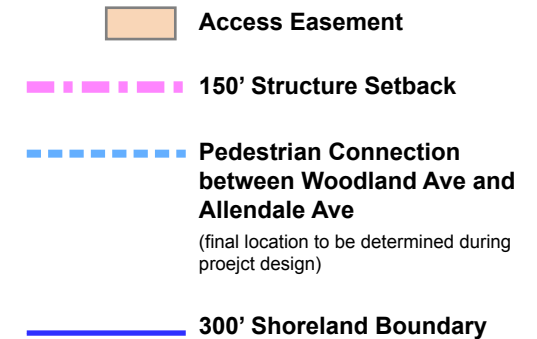 Access Easement
150’ Structure Setback
Pedestrian Connection
between Woodland Ave and
Allendale Ave
(final location to be determined during
proejct design)
300’ Shoreland Boundary